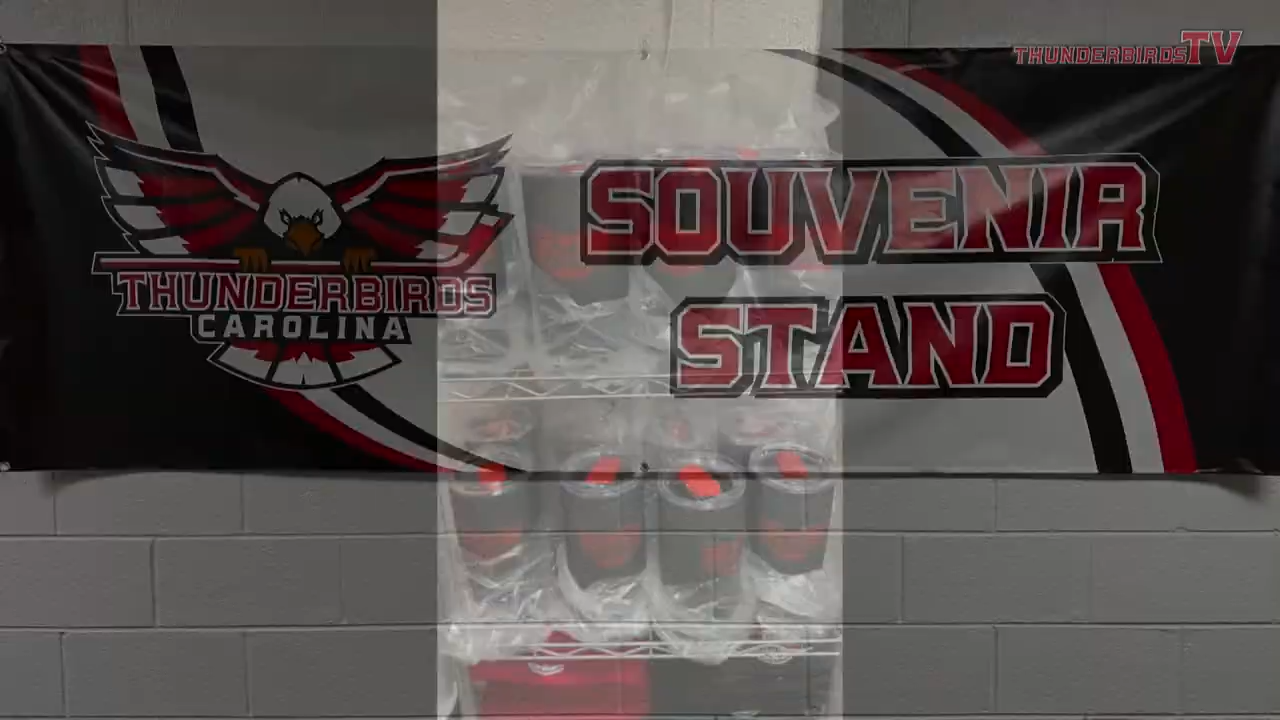 THUNDERBIRDSTV
THUNDERBIRDS
CAROLINA
SOUVENIR
STAND